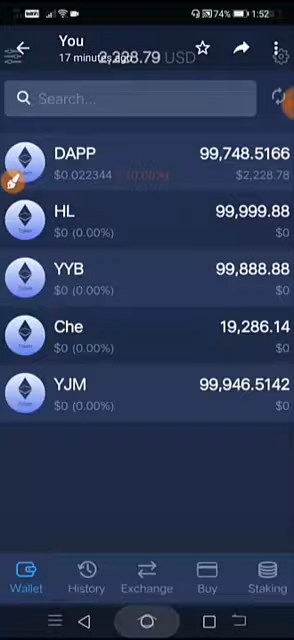 74% 1:52
You
17 minutes ago
2,228.79 USD
Search...
DAPP 99,748.5166
$0.022344 $2,228.78
HL 99,999.88
$0 (0.00%) $0
YYB 99,888.88
$0 (0.00%) $0
Che 19,286.14
$0 (0.00%) $0
YJM 99,946.5142
$0 (0.00%) $0
Wallet History Exchange Buy Staking